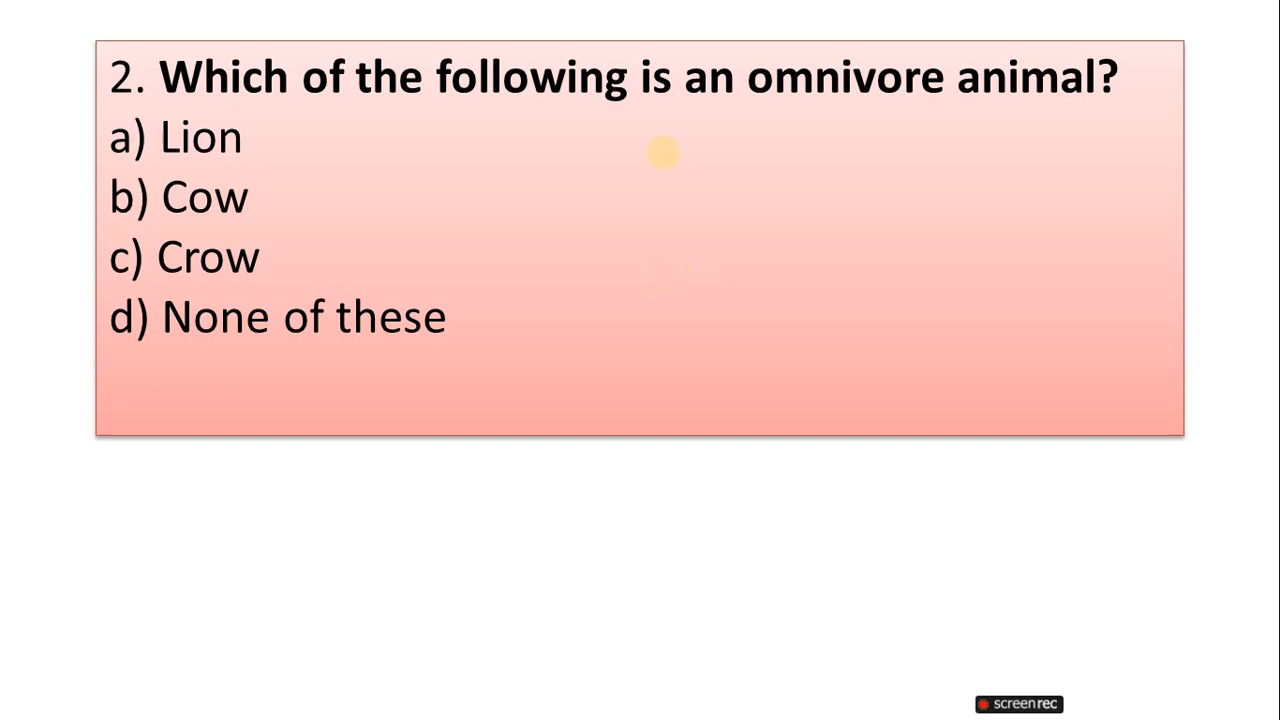 2. Which of the following is an omnivore animal?
a) Lion
b) Cow
c) Crow
d) None of these
screenrec